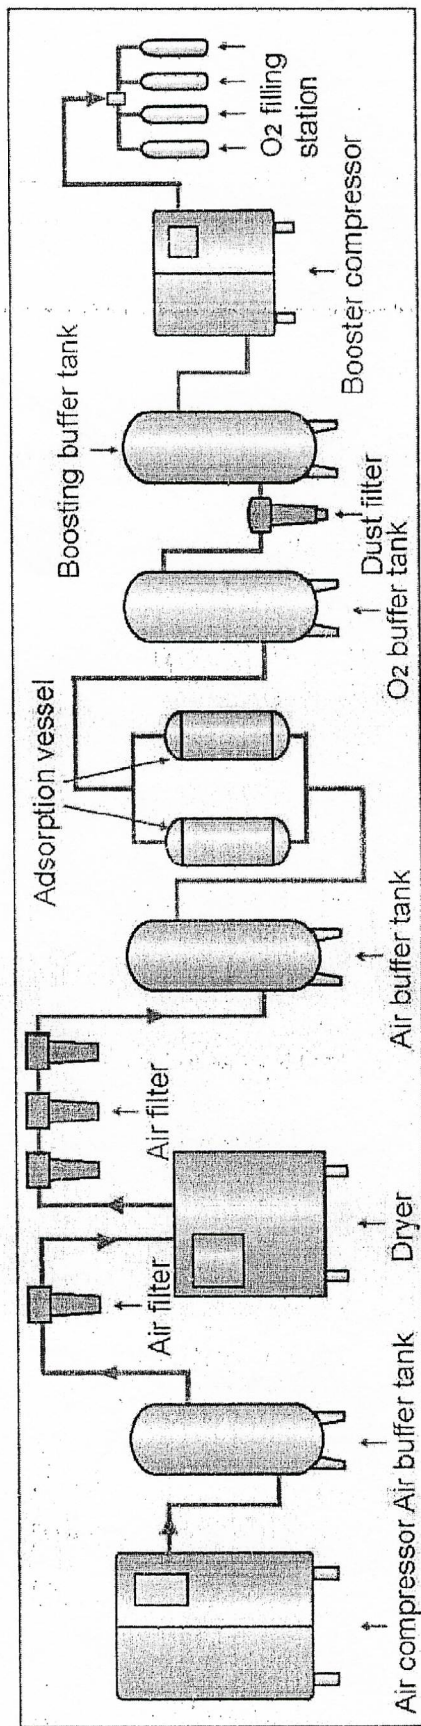 Air compressor
Air buffer tank
Air filter
Dryer
Air filter
Air buffer tank
Adsorption vessel
O2 buffer tank
Dust filter
Boosting buffer tank
Booster compressor
O2 filling
station